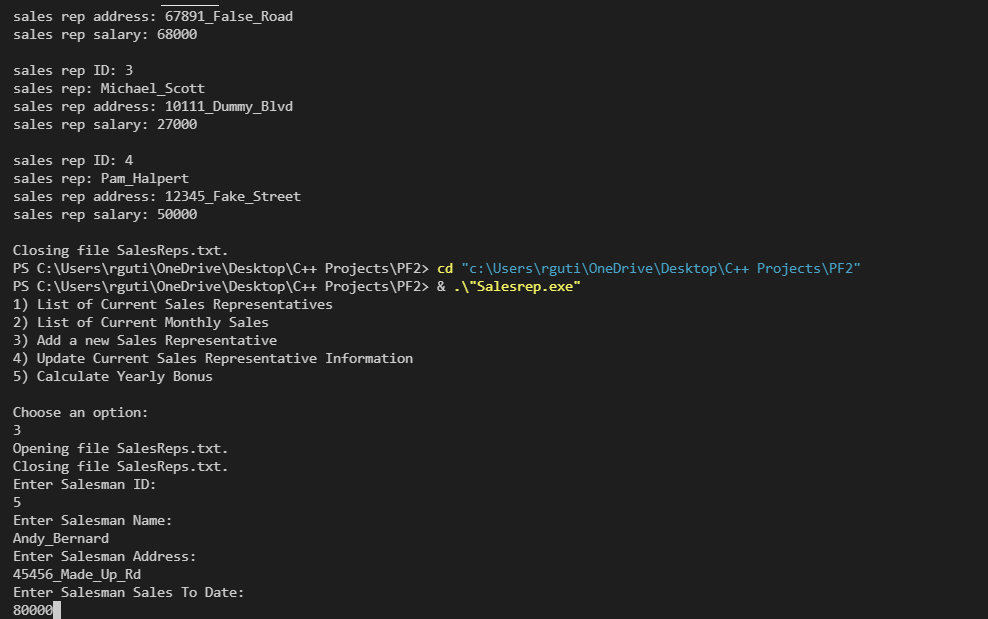 sales rep address: 67891_False_Road
sales rep salary: 68000
sales rep ID: 3
sales rep: Michael_Scott
sales rep address: 10111_Dummy_Blvd
sales rep salary: 27000
sales rep ID: 4
sales rep: Pam_Halpert
sales rep address: 12345_Fake_Street
sales rep salary: 50000
Closing file SalesReps.txt.
PS C:\Users\rguti\OneDrive\Desktop\C++ Projects\PF2> cd "c:\Users\rguti\OneDrive\Desktop\C++ Projects\PF2"
PS C:\Users\rguti\OneDrive\Desktop\C++ Projects\PF2> & .\"Salesrep.exe"
1) List of Current Sales Representatives
2) List of Current Monthly Sales
3) Add a new Sales Representative
4) Update Current Sales Representative Information
5) Calculate Yearly Bonus
Choose an option:
3
Opening file SalesReps.txt.
Closing file SalesReps.txt.
Enter Salesman ID:
5
Enter Salesman Name:
Andy_Bernard
Enter Salesman Address:
45456_Made_Up_Rd
Enter Salesman Sales To Date:
80000